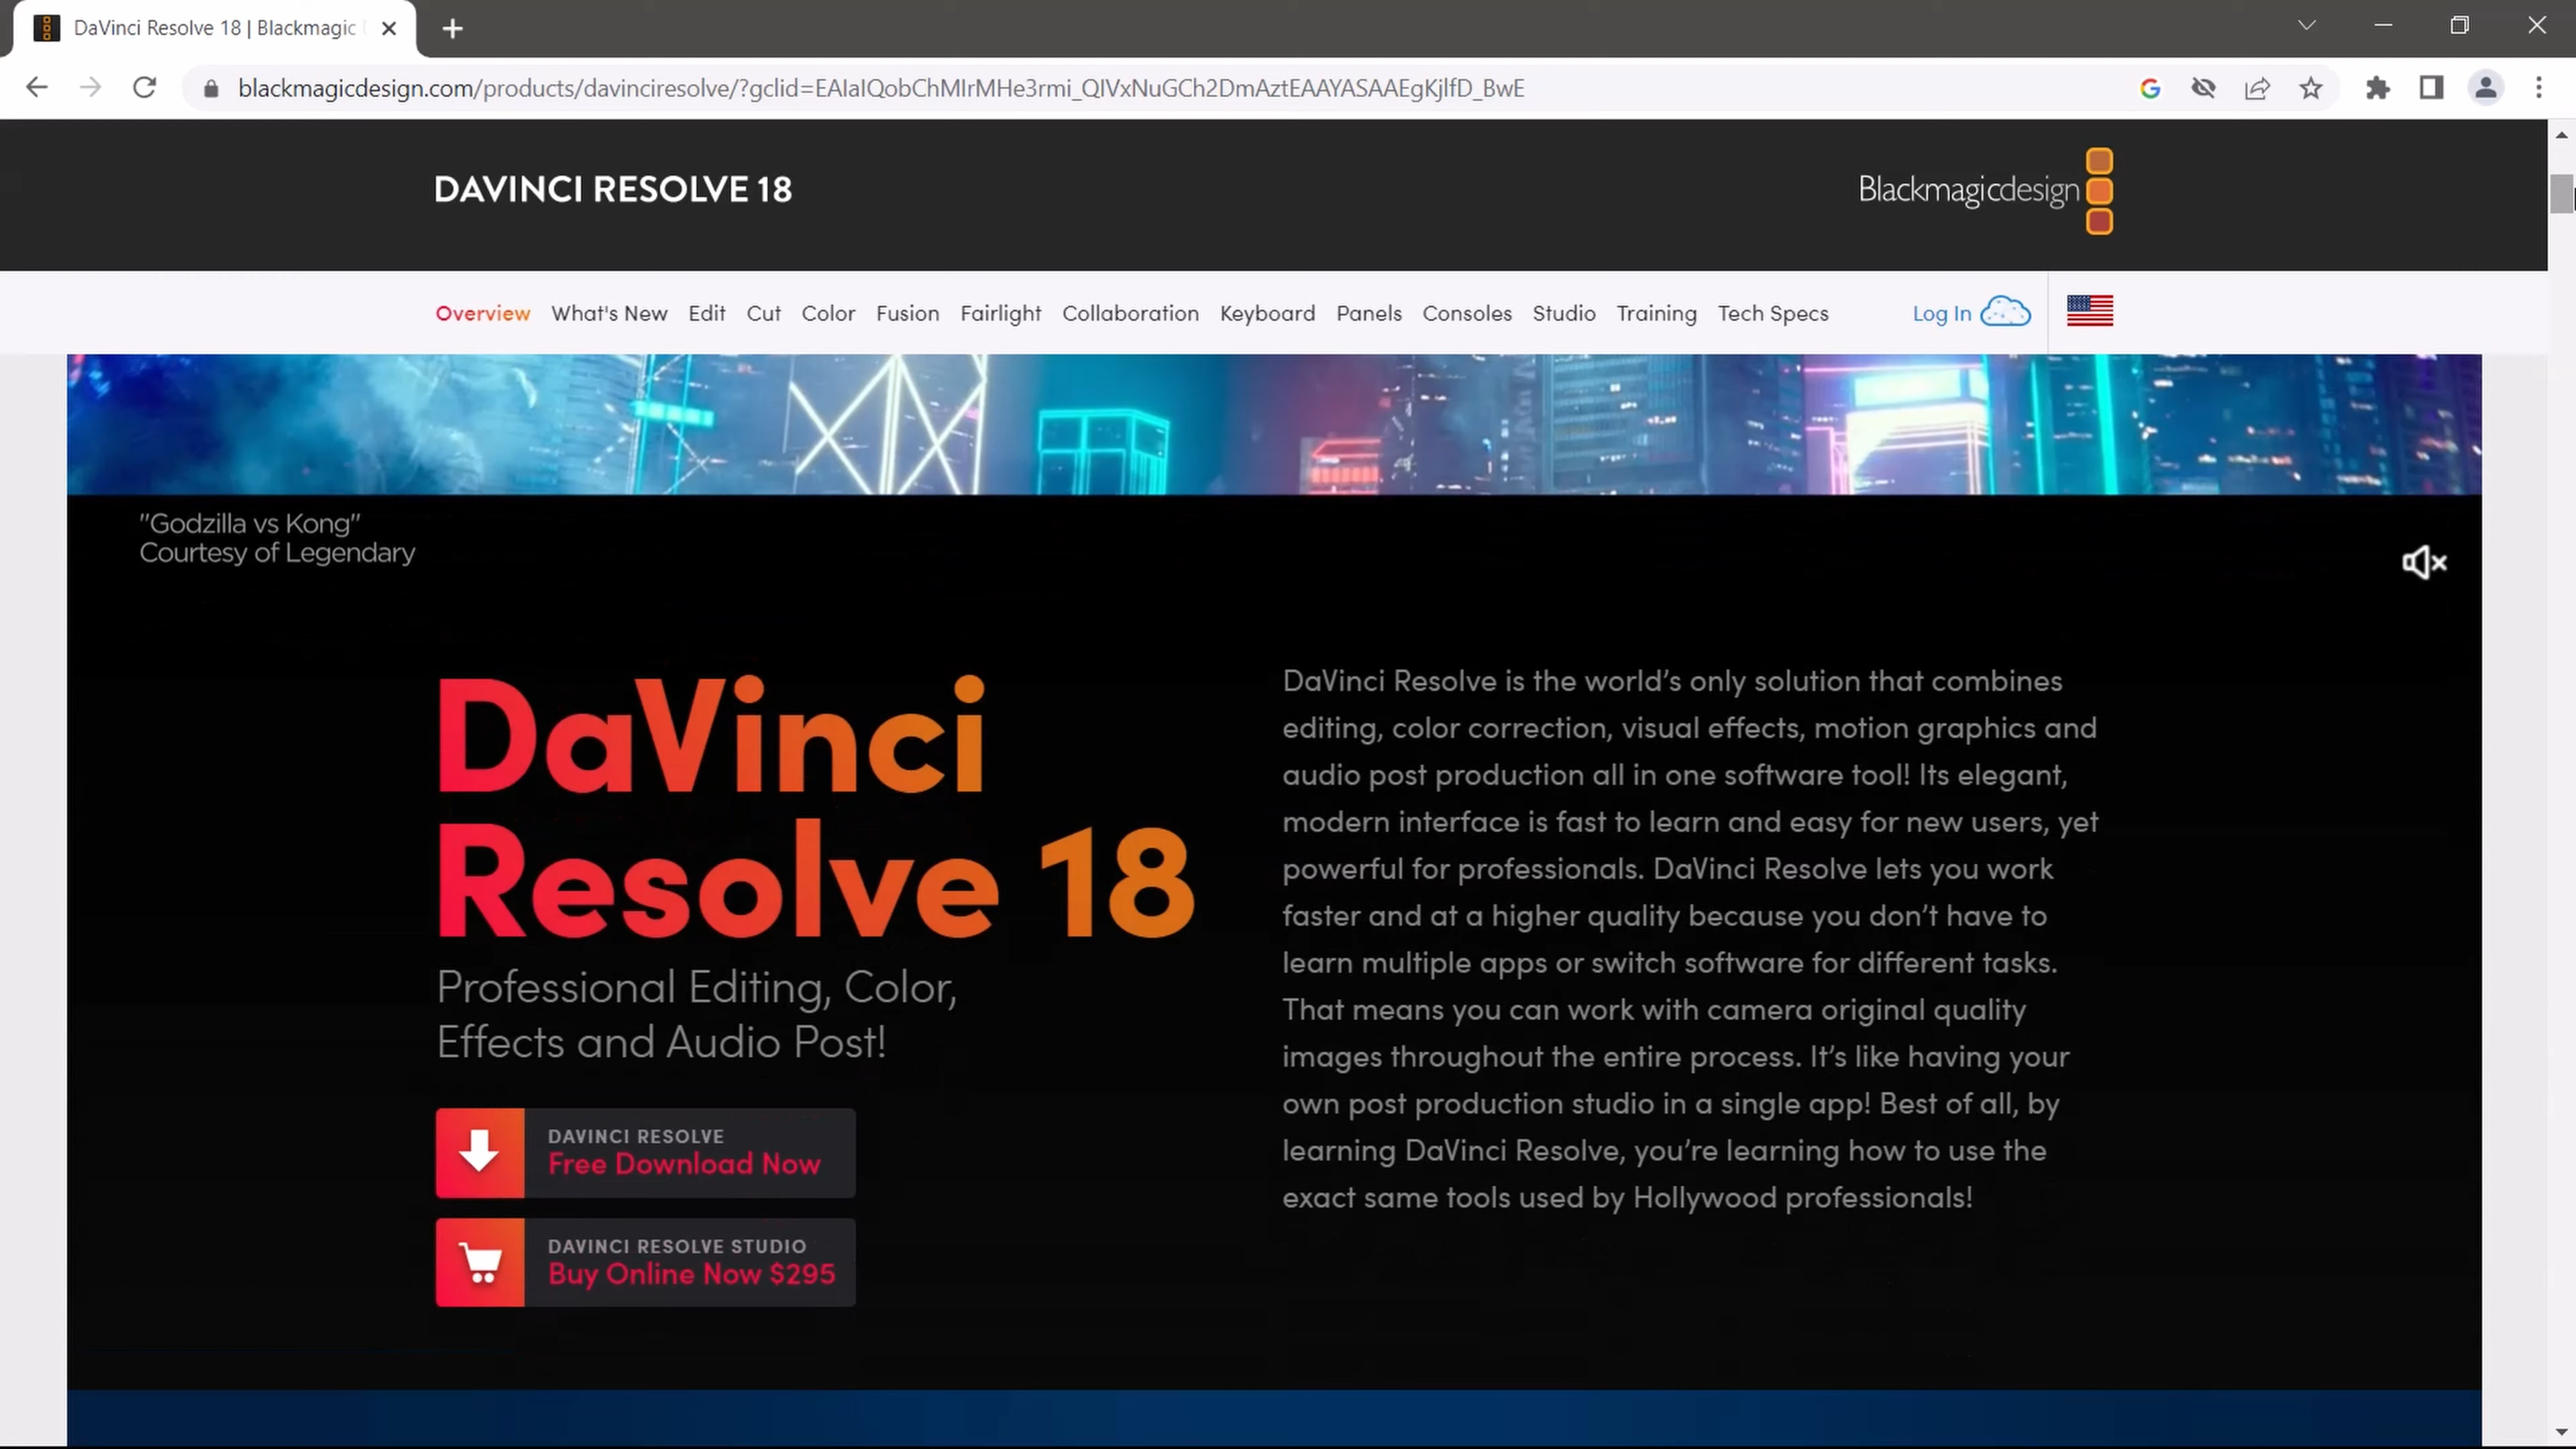 DaVinci Resolve 18 | Blackmagic
blackmagicdesign.com/products/davinciresolve/?gclid=EAIaIQobChMIrMHe3rmi_QIVxNuGCh2DmAztEAAYASAAEgKjlfD_BwE
DAVINCI RESOLVE 18
Blackmagicdesign
Overview What's New Edit Cut Color Fusion Fairlight Collaboration Keyboard Panels Consoles Studio Training Tech Specs Log In
"Godzilla vs Kong"
Courtesy of Legendary
DaVinci
Resolve 18
Professional Editing, Color,
Effects and Audio Post!
DAVINCI RESOLVE
Free Download Now
DAVINCI RESOLVE STUDIO
Buy Online Now $295
DaVinci Resolve is the world's only solution that combines
editing, color correction, visual effects, motion graphics and
audio post production all in one software tool! Its elegant,
modern interface is fast to learn and easy for new users, yet
powerful for professionals. DaVinci Resolve lets you work
faster and at a higher quality because you don't have to
learn multiple apps or switch software for different tasks.
That means you can work with camera original quality
images throughout the entire process. It's like having your
own post production studio in a single app! Best of all, by
learning DaVinci Resolve, you're learning how to use the
exact same tools used by Hollywood professionals!